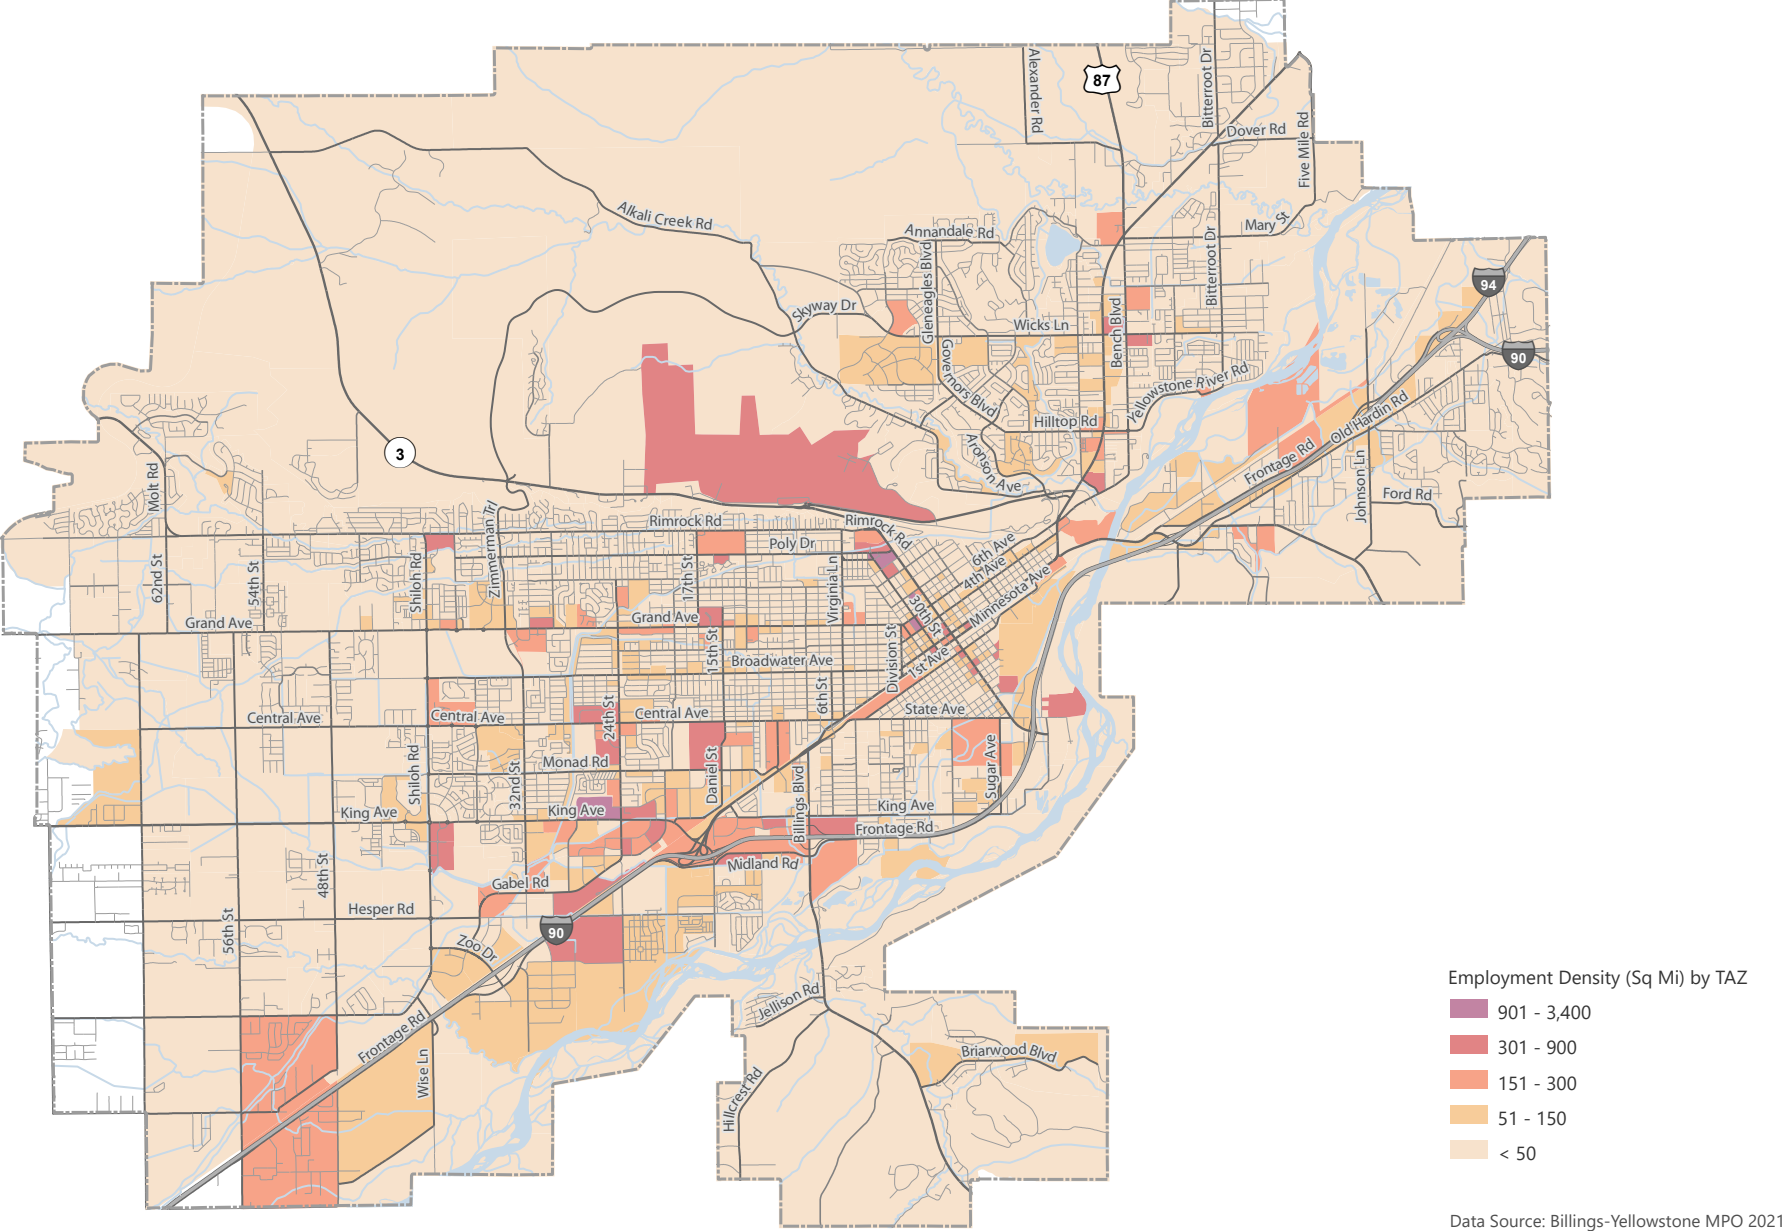 Alexander Rd
87
Bitterroot Dr
Dover Rd
Five Mile Rd
Alkali Creek Rd
Annandale Rd
Mary St
Gleneagles Blvd
Bitterroot Dr
94
Skyway Dr
Wicks Ln
Bench Blvd
90
Governors Blvd
Yellowstone River Rd
Hilltop Rd
Old Hardin Rd
3
Aronson Ave
Frontage Rd
Molt Rd
Johnson Ln
Ford Rd
Zimmerman Trl
Rimrock Rd
Rimrock Rd
Poly Dr
6th Ave
4th Ave
Minnesota Ave
62nd St
54th St
Shiloh Rd
17th St
Virginia Ln
30th St
Grand Ave
Grand Ave
15th St
Broadwater Ave
Division St
1st Ave
6th St
State Ave
Central Ave
Central Ave
24th St
Central Ave
Shiloh Rd
32nd St
Monad Rd
Daniel St
Billings Blvd
Sugar Ave
King Ave
King Ave
King Ave
Frontage Rd
48th St
Midland Rd
Gabel Rd
Hesper Rd
56th St
90
Zoo Dr
Jellison Rd
Frontage Rd
Wise Ln
Briarwood Blvd
Hillcrest Rd
Employment Density (Sq Mi) by TAZ
901 - 3,400
301 - 900
151 - 300
51 - 150
< 50
Data Source: Billings-Yellowstone MPO 2021